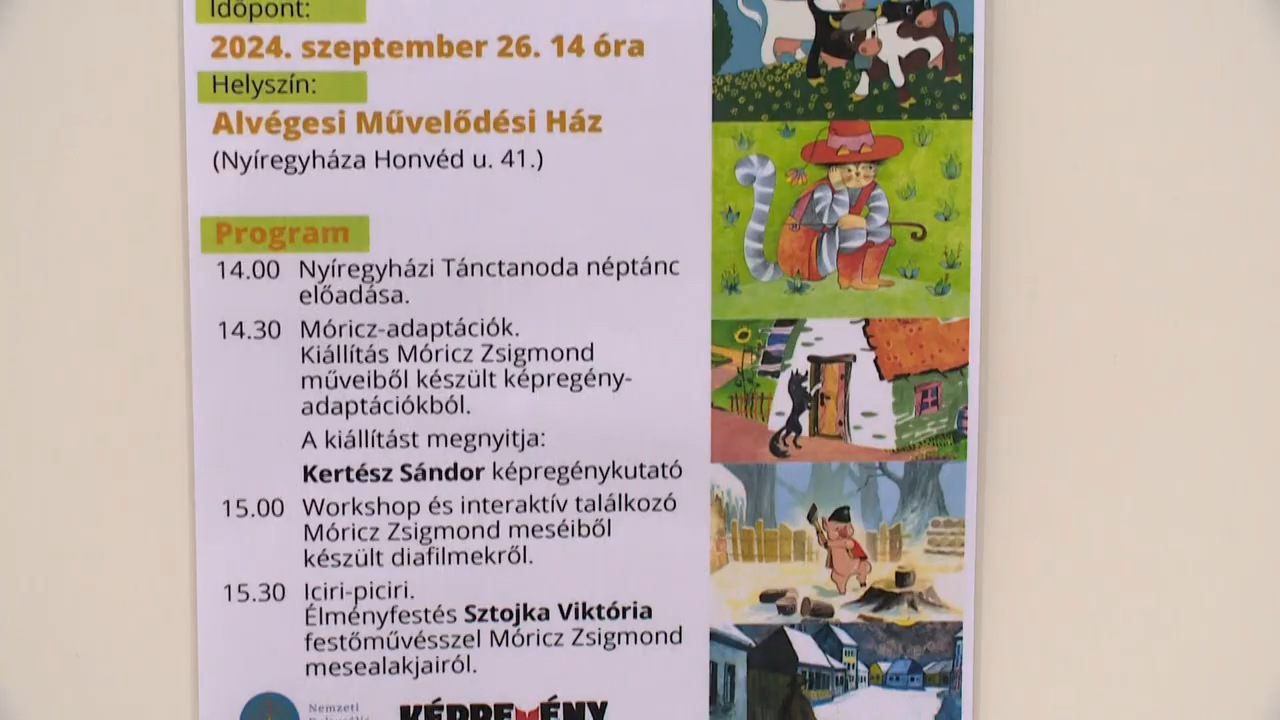 Időpont:
2024. szeptember 26. 14 óra
Helyszín:
Alvégesi Művelődési Ház
(Nyíregyháza Honvéd u. 41.)
Program
14.00 Nyíregyházi Tánctanoda néptánc
előadása.
14.30 Móricz-adaptációk.
Kiállítás Móricz Zsigmond
műveiből készült képregény-
adaptációkból.
A kiállítást megnyitja:
Kertész Sándor képregénykutató
15.00 Workshop és interaktív találkozó
Móricz Zsigmond meséiből
készült diafilmekről.
15.30 Iciri-piciri.
Élményfestés Sztojka Viktória
festőművésszel Móricz Zsigmond
mesealakjairól.
Nemzeti
KÉPREMÉNY